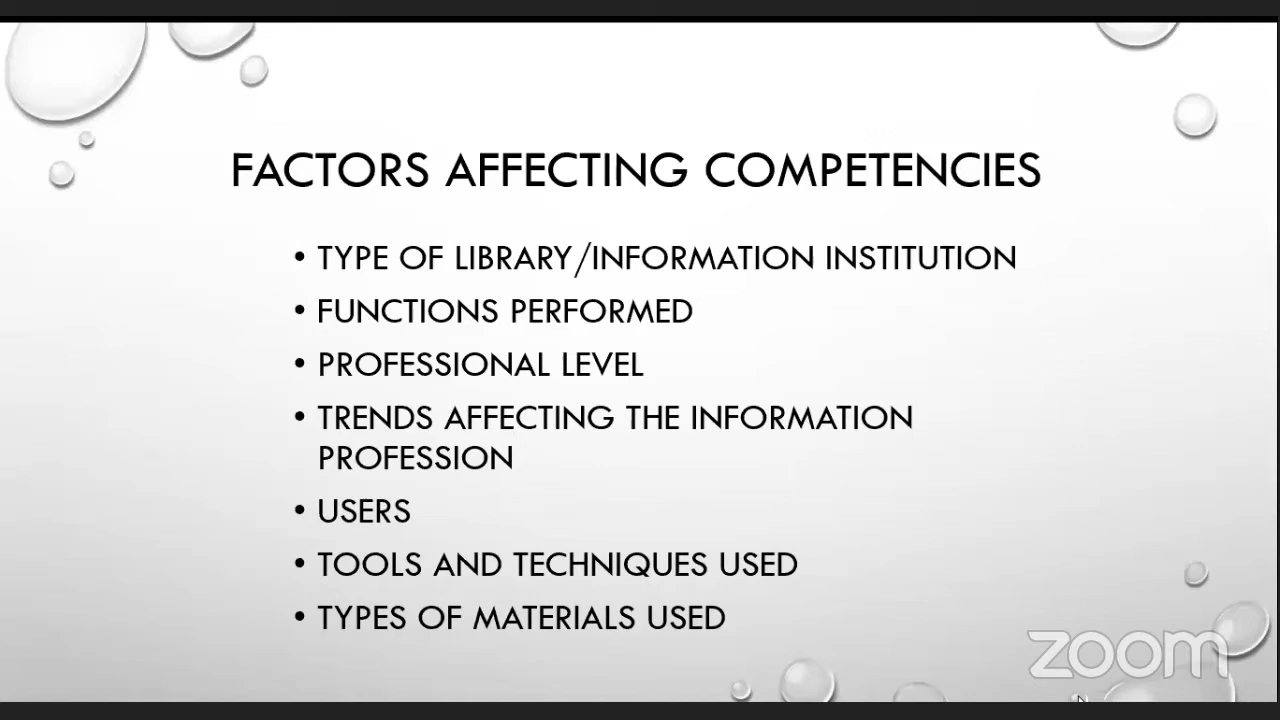 FACTORS AFFECTING COMPETENCIES
• TYPE OF LIBRARY/INFORMATION INSTITUTION
• FUNCTIONS PERFORMED
• PROFESSIONAL LEVEL
• TRENDS AFFECTING THE INFORMATION
PROFESSION
• USERS
• TOOLS AND TECHNIQUES USED
• TYPES OF MATERIALS USED
zoom